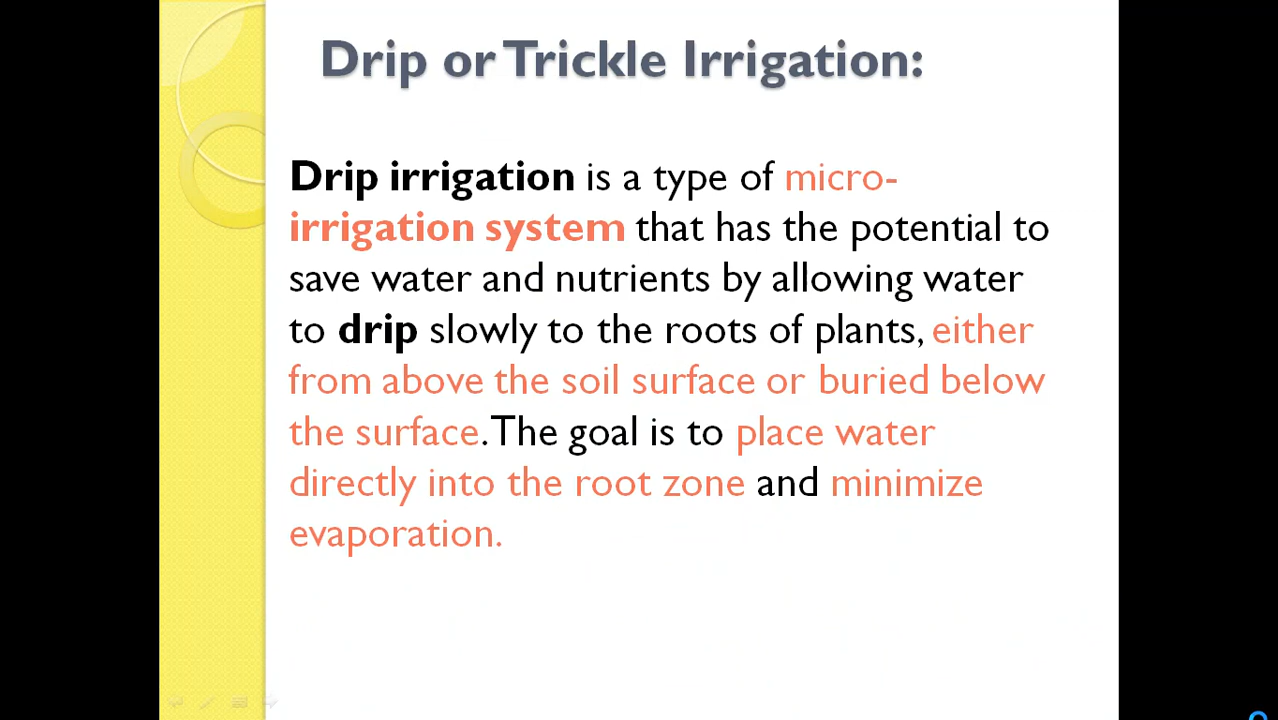 Drip or Trickle Irrigation:
Drip irrigation is a type of micro-
irrigation system that has the potential to
save water and nutrients by allowing water
to drip slowly to the roots of plants, either
from above the soil surface or buried below
the surface. The goal is to place water
directly into the root zone and minimize
evaporation.